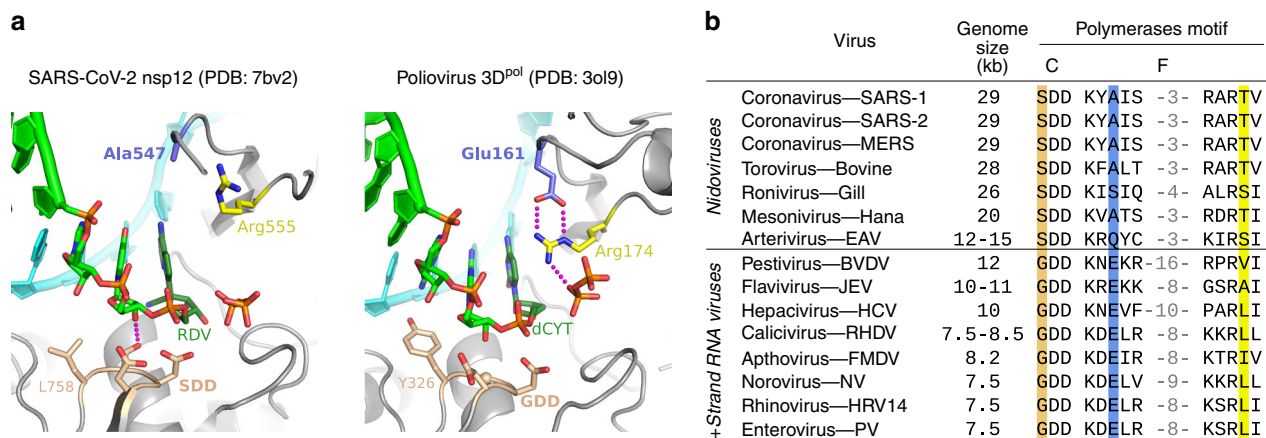 a
SARS-CoV-2 nsp12 (PDB: 7bv2)
Ala547
Arg555
RDV
L758
SDD
Poliovirus 3Dpol (PDB: 3ol9)
Glu161
Arg174
dCYT
Y326
GDD
b
Virus Genome size (kb) Polymerases motif
C F
Nidoviruses
Coronavirus—SARS-1 29 SDD KYAIS -3- RARTV
Coronavirus—SARS-2 29 SDD KYAIS -3- RARTV
Coronavirus—MERS 29 SDD KYAIS -3- RARTV
Torovirus—Bovine 28 SDD KFALT -3- RARTV
Ronivirus—Gill 26 SDD KISIQ -4- ALRSI
Mesonivirus—Hana 20 SDD KVATS -3- RDRTI
Arterivirus—EAV 12-15 SDD KRQYC -3- KIRSI
+Strand RNA viruses
Pestivirus—BVDV 12 GDD KNEKR -16- RPRVI
Flavivirus—JEV 10-11 GDD KREKK -8- GSRAI
Hepacivirus—HCV 10 GDD KNEVF -10- PARLI
Calicivirus—RHDV 7.5-8.5 GDD KDELR -8- KKRLL
Apthovirus—FMDV 8.2 GDD KDEIR -8- KTRIV
Norovirus—NV 7.5 GDD KDELV -9- KKRLL
Rhinovirus—HRV14 7.5 GDD KDELR -8- KSRLI
Enterovirus—PV 7.5 GDD KDELR -8- KSRLI